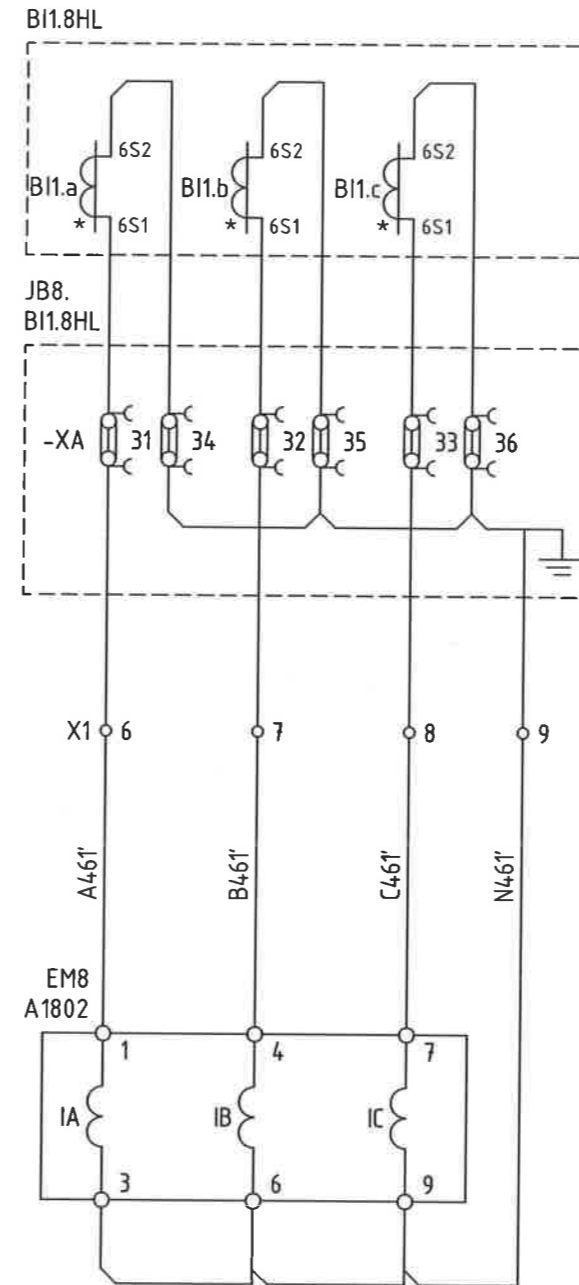 BI1.8HL
6S2 6S2 6S2
BI1.a BI1.b BI1.c
* 6S1 * 6S1 * 6S1
JB8.
BI1.8HL
-XA 31 34 32 35 33 36
X1 6 7 8 9
A461' B461' C461' N461'
EM8
A1802
1 4 7
IA IB IC
3 6 9